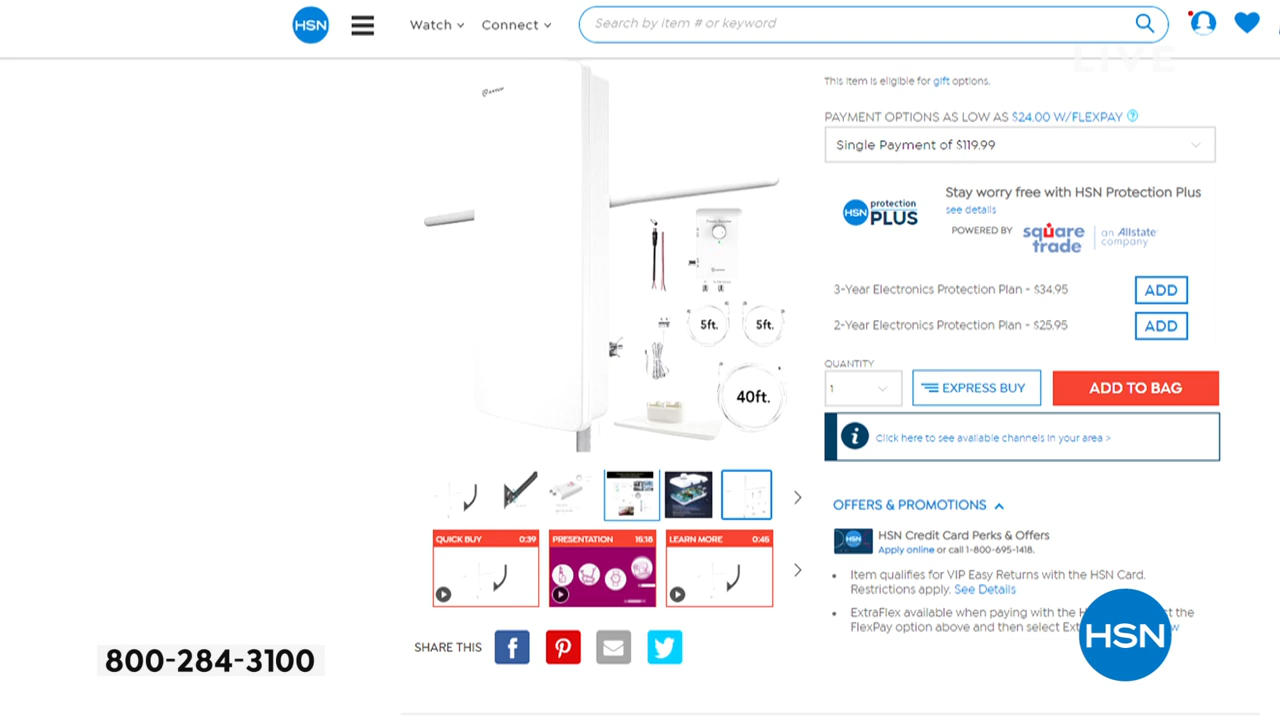 HSN
Watch
Connect
Search by item # or keyword
LIVE
This item is eligible for gift options.
PAYMENT OPTIONS AS LOW AS $24.00 W/FLEXPAY ?
Single Payment of $119.99
HSN protection PLUS
Stay worry free with HSN Protection Plus
see details
POWERED BY square trade an Allstate company
3-Year Electronics Protection Plan - $34.95
ADD
2-Year Electronics Protection Plan - $25.95
ADD
QUANTITY
1
EXPRESS BUY
ADD TO BAG
Click here to see available channels in your area >
5ft.
5ft.
40ft.
QUICK BUY 0:39
PRESENTATION 16:18
LEARN MORE 0:46
SHARE THIS
OFFERS & PROMOTIONS
HSN
HSN Credit Card Perks & Offers
Apply online or call 1-800-695-1418.
• Item qualifies for VIP Easy Returns with the HSN Card.
Restrictions apply. See Details
• ExtraFlex available when paying with the the
FlexPay option above and then select
HSN
800-284-3100